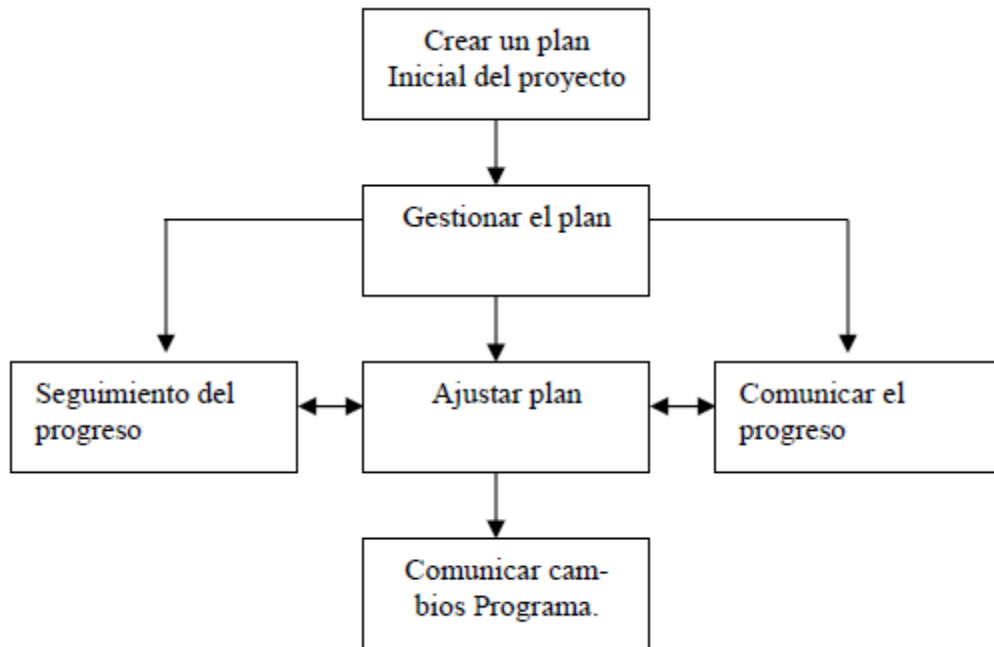 Crear un plan
Inicial del proyecto
Gestionar el plan
Seguimiento del
progreso
Ajustar plan
Comunicar el
progreso
Comunicar cam-
bios Programa.